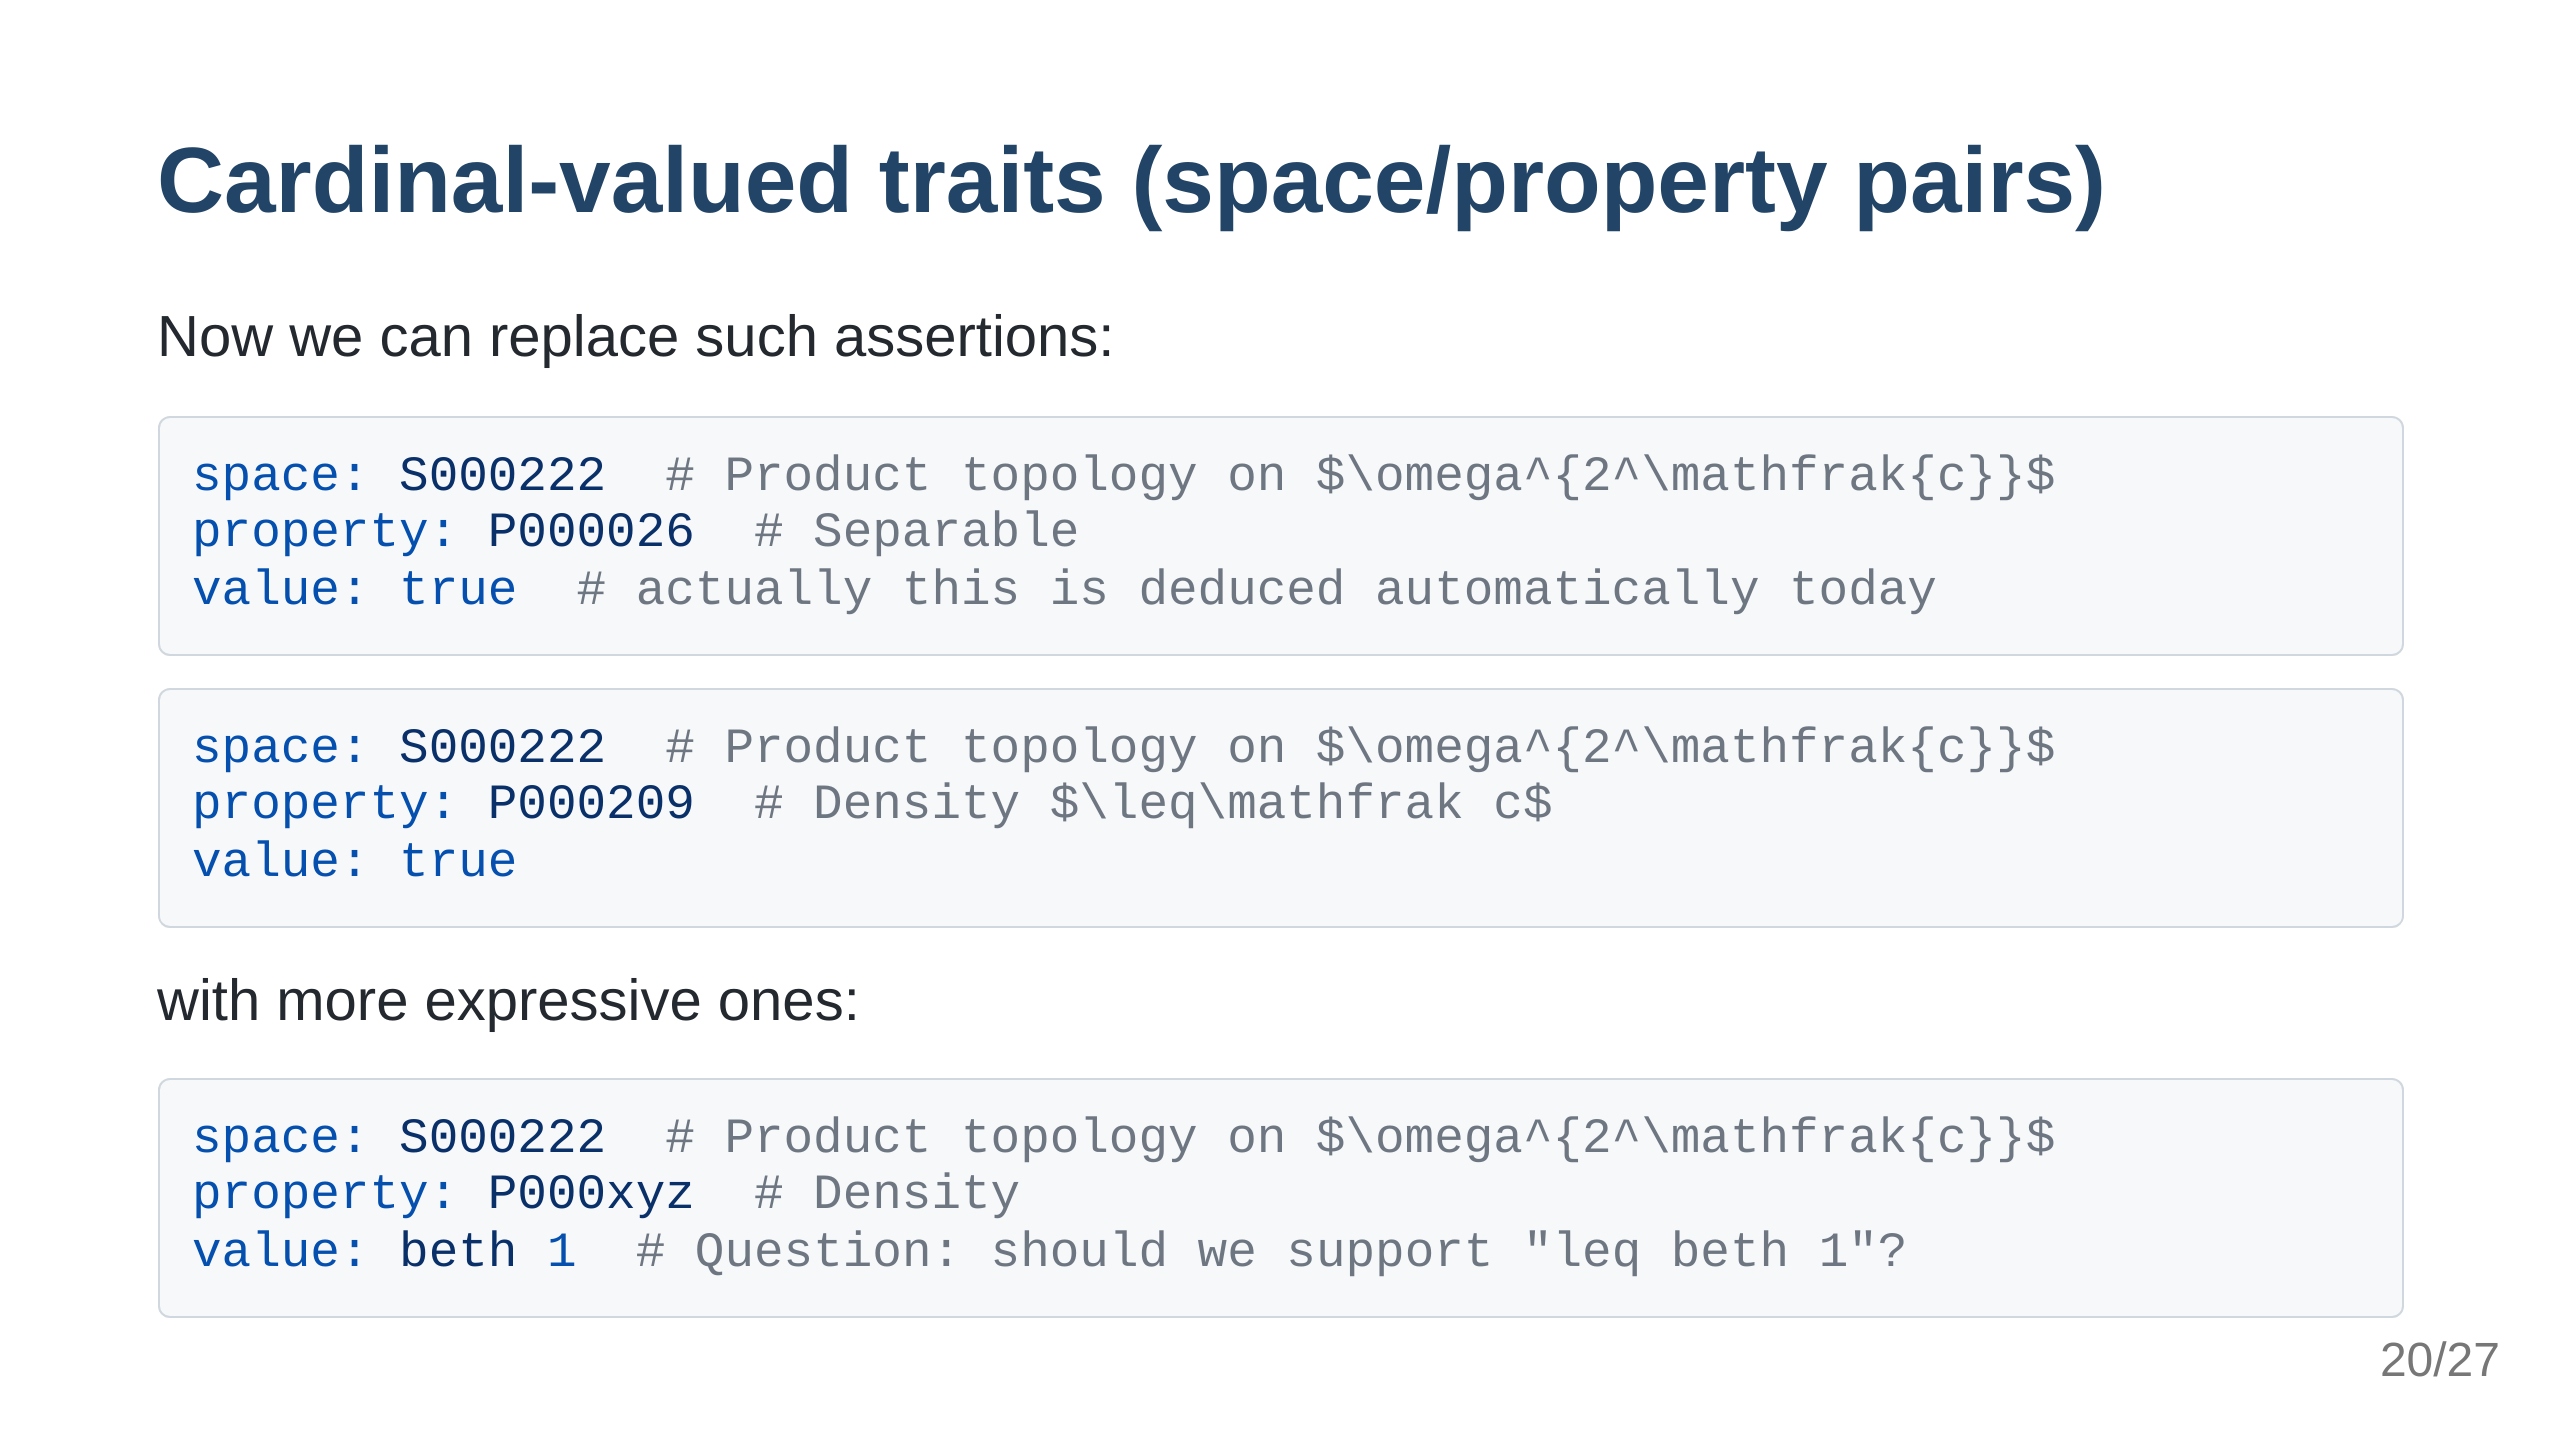 Cardinal-valued traits (space/property pairs)
Now we can replace such assertions:
space: S000222  # Product topology on $\omega^{2^\mathfrak{c}}$
property: P000026  # Separable
value: true  # actually this is deduced automatically today
space: S000222  # Product topology on $\omega^{2^\mathfrak{c}}$
property: P000209  # Density $\leq\mathfrak c$
value: true
with more expressive ones:
space: S000222  # Product topology on $\omega^{2^\mathfrak{c}}$
property: P000xyz  # Density
value: beth 1  # Question: should we support "leq beth 1"?
20/27